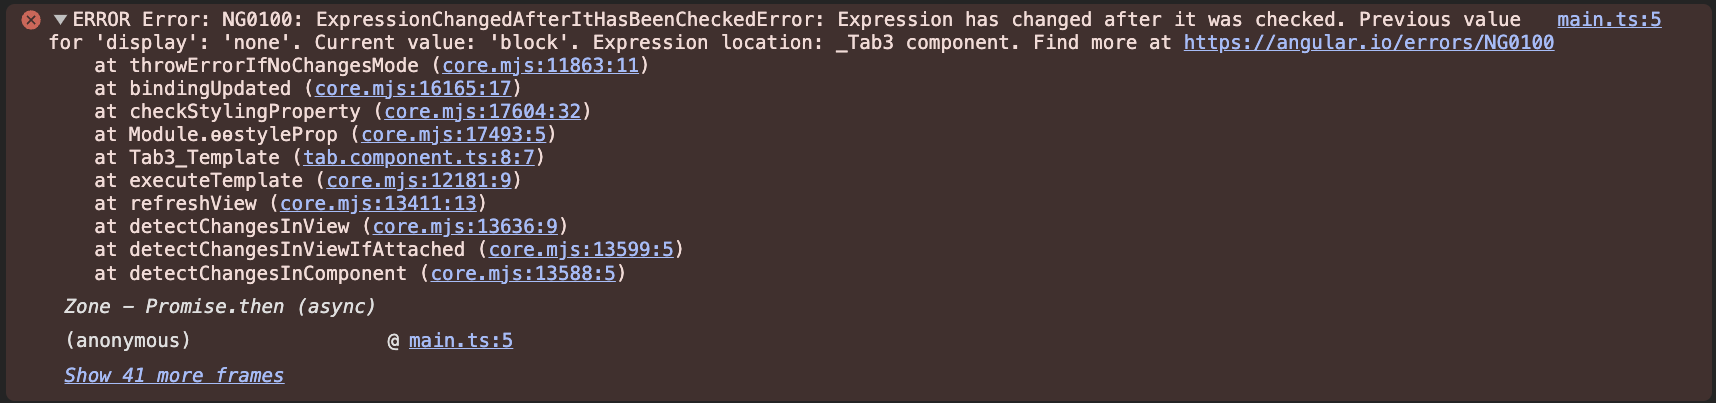 ERROR Error: NG0100: ExpressionChangedAfterItHasBeenCheckedError: Expression has changed after it was checked. Previous value main.ts:5
for 'display': 'none'. Current value: 'block'. Expression location: _Tab3 component. Find more at https://angular.io/errors/NG0100
at throwErrorIfNoChangesMode (core.mjs:11863:11)
at bindingUpdated (core.mjs:16165:17)
at checkStylingProperty (core.mjs:17604:32)
at Module.ɵɵstyleProp (core.mjs:17493:5)
at Tab3_Template (tab.component.ts:8:7)
at executeTemplate (core.mjs:12181:9)
at refreshView (core.mjs:13411:13)
at detectChangesInView (core.mjs:13636:9)
at detectChangesInViewIfAttached (core.mjs:13599:5)
at detectChangesInComponent (core.mjs:13588:5)
Zone – Promise.then (async)
(anonymous) @ main.ts:5
Show 41 more frames